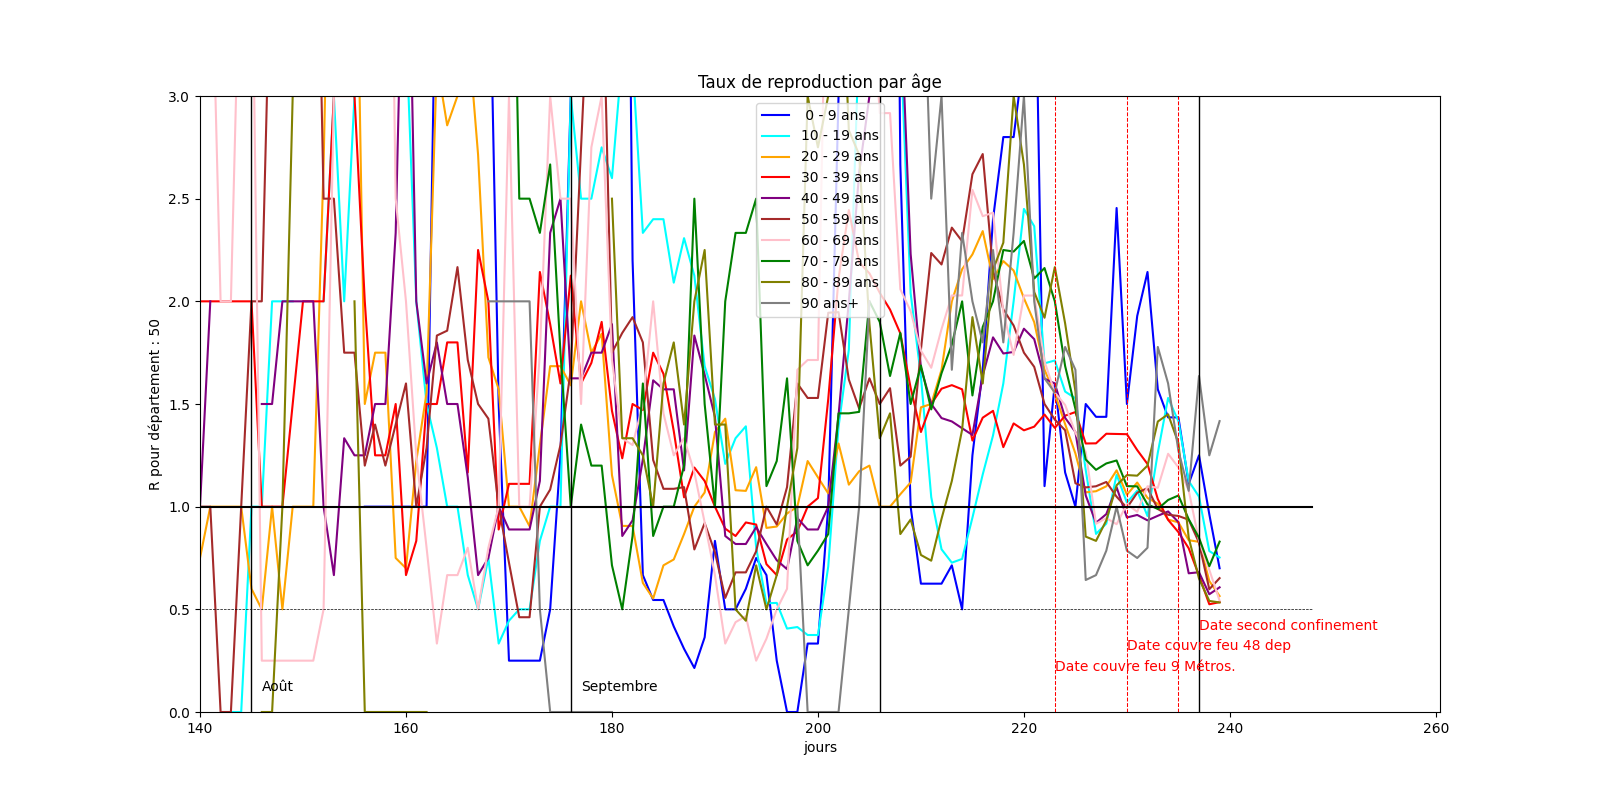 Taux de reproduction par âge
3.0
2.5
2.0
1.5
1.0
0.5
0.0
R pour département : 50
0 - 9 ans
10 - 19 ans
20 - 29 ans
30 - 39 ans
40 - 49 ans
50 - 59 ans
60 - 69 ans
70 - 79 ans
80 - 89 ans
90 ans+
Date second confinement
Date couvre feu 48 dep
Date couvre feu 9 Métros.
Août
Septembre
140
160
180
200
220
240
260
jours